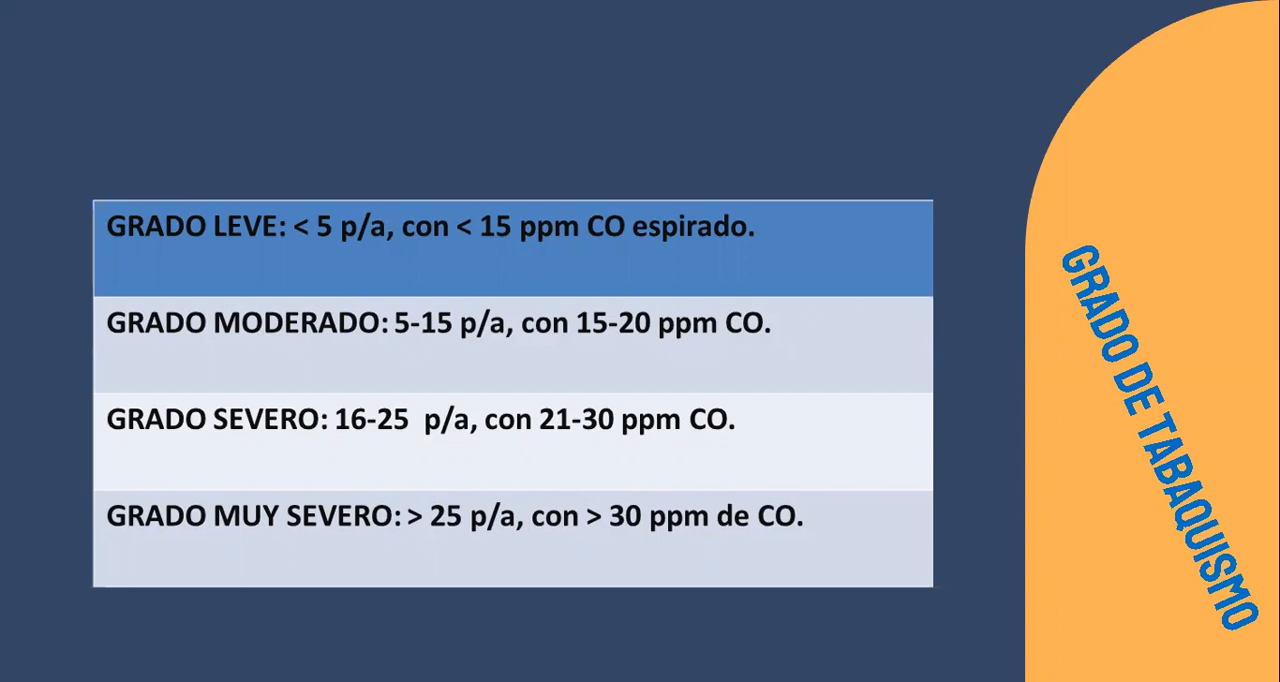 GRADO LEVE: < 5 p/a, con < 15 ppm CO espirado.
GRADO MODERADO: 5-15 p/a, con 15-20 ppm CO.
GRADO SEVERO: 16-25 p/a, con 21-30 ppm CO.
GRADO MUY SEVERO: > 25 p/a, con > 30 ppm de CO.
GRADO DE TABAQUISMO